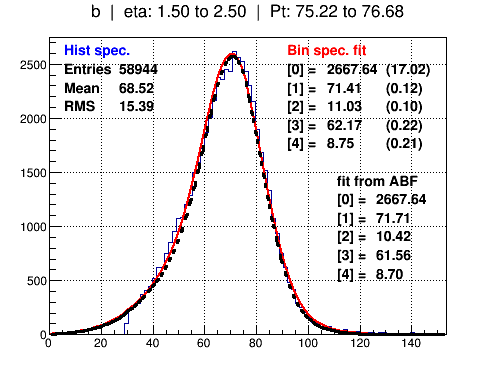 b | eta: 1.50 to 2.50 | Pt: 75.22 to 76.68
Hist spec.
Entries 58944
Mean 68.52
RMS 15.39
Bin spec. fit
[0] = 2667.64 (17.02)
[1] = 71.41 (0.12)
[2] = 11.03 (0.10)
[3] = 62.17 (0.22)
[4] = 8.75 (0.21)
fit from ABF
[0] = 2667.64
[1] = 71.71
[2] = 10.42
[3] = 61.56
[4] = 8.70
2500
2000
1500
1000
500
0
0 20 40 60 80 100 120 140